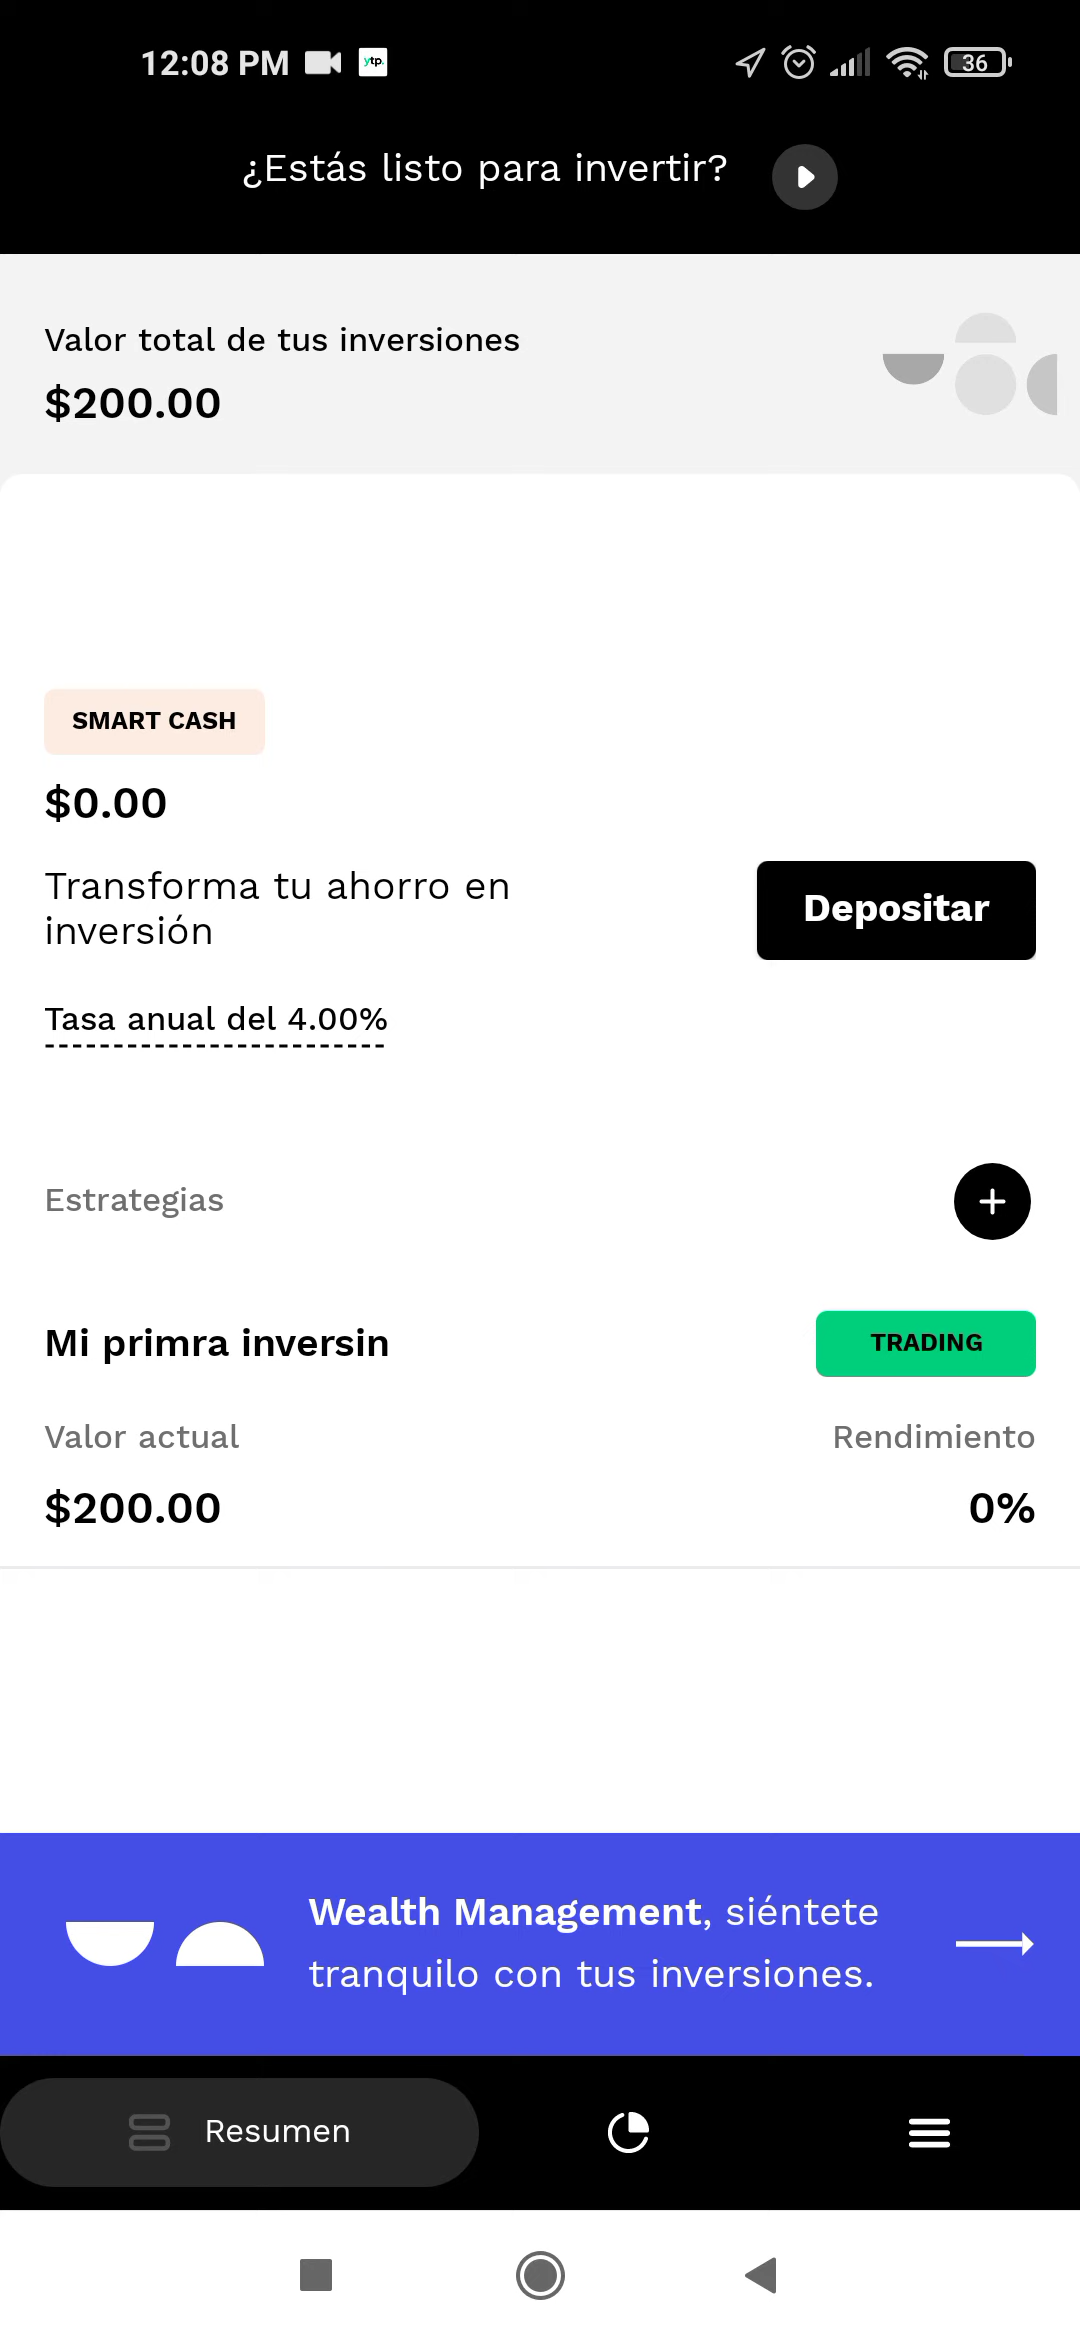 12:08 PM
ytp.
36
¿Estás listo para invertir?
Valor total de tus inversiones
$200.00
SMART CASH
$0.00
Transforma tu ahorro en
inversión
Depositar
Tasa anual del 4.00%
Estrategias
Mi primra inversin
TRADING
Valor actual
Rendimiento
$200.00
0%
Wealth Management, siéntete
tranquilo con tus inversiones.
Resumen